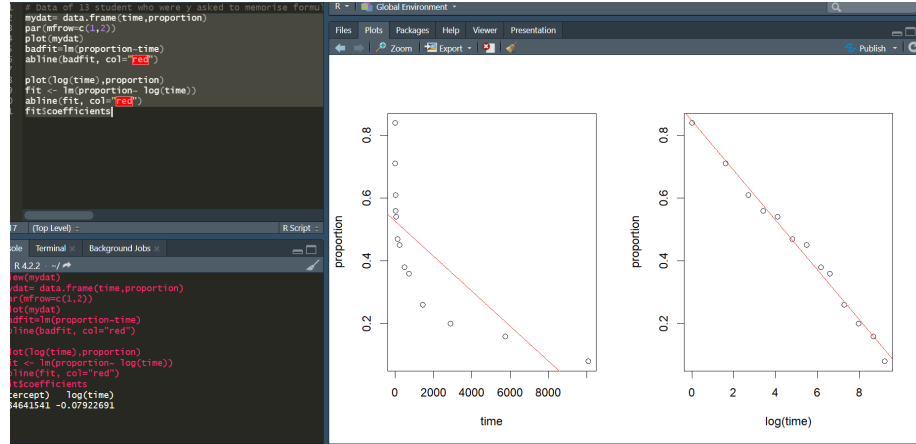 # Data of 13 student who were y asked to memorise formul
mydat= data.frame(time,proportion)
par(mfrow=c(1,2))
plot(mydat)
badfit=lm(proportion~time)
abline(badfit, col="red")
plot(log(time),proportion)
fit <- lm(proportion~ log(time))
abline(fit, col="red")
fit$coefficients
17 (Top Level) R Script
sole Terminal Background Jobs
R 4.2.2 · ~/
iew(mydat)
ydat= data.frame(time,proportion)
ar(mfrow=c(1,2))
lot(mydat)
adfit=lm(proportion~time)
bline(badfit, col="red")
lot(log(time),proportion)
it <- lm(proportion~ log(time))
bline(fit, col="red")
it$coefficients
tercept) log(time)
84641541 -0.07922691
R Global Environment
Files Plots Packages Help Viewer Presentation
Zoom Export Publish
proportion
0.8
0.6
0.4
0.2
0 2000 4000 6000 8000
time
proportion
0.8
0.6
0.4
0.2
0 2 4 6 8
log(time)